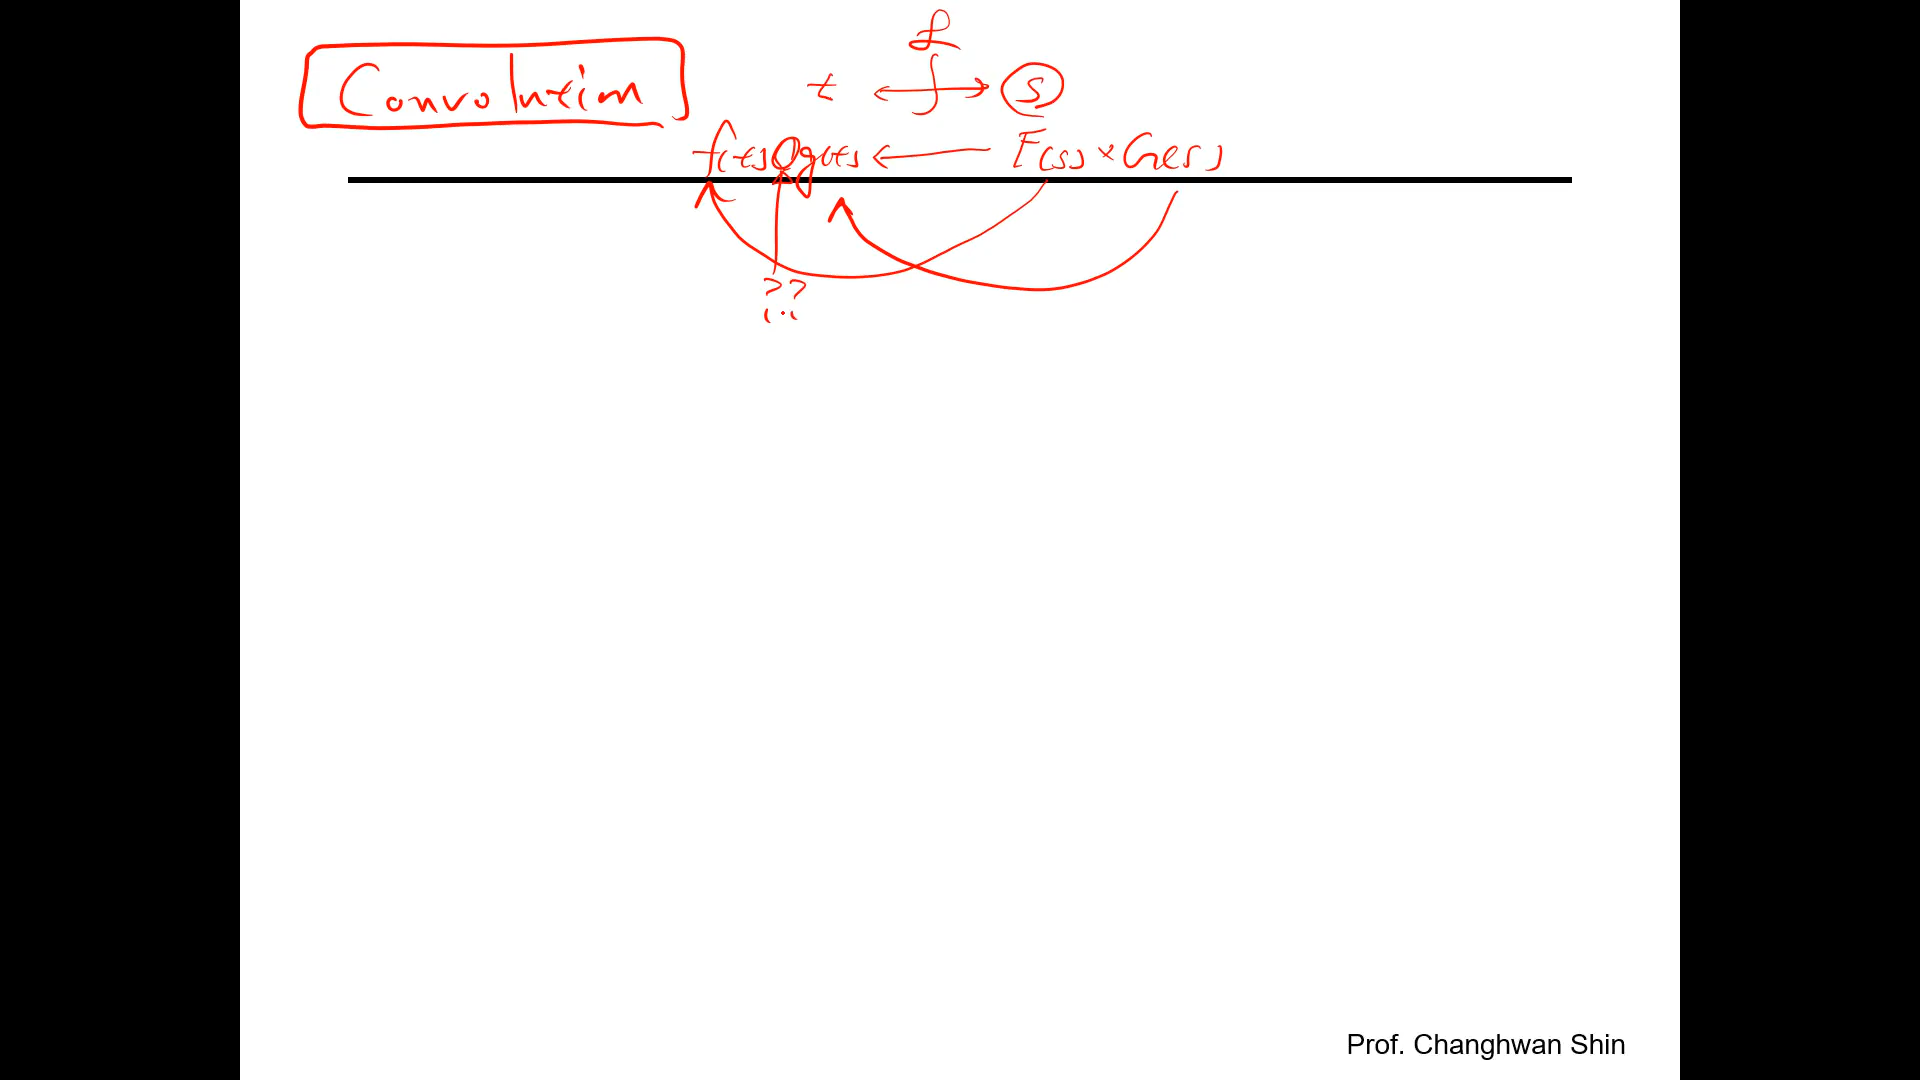 Convolution
ℒ
t ↔ s
f(t) ○ g(t) ← F(s) × G(s)
??
Prof. Changhwan Shin